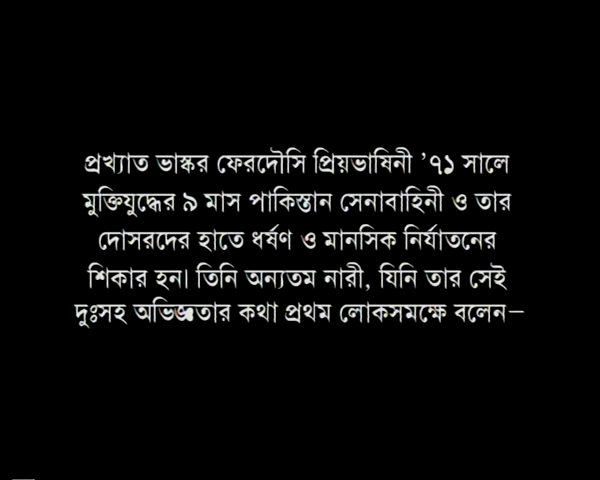 প্রখ্যাত ভাস্কর ফেরদৌসি প্রিয়ভাষিনী ’৭১ সালে
মুক্তিযুদ্ধের ৯ মাস পাকিস্তান সেনাবাহিনী ও তার
দোসরদের হাতে ধর্ষণ ও মানসিক নির্যাতনের
শিকার হন। তিনি অন্যতম নারী, যিনি তার সেই
দুঃসহ অভিজ্ঞতার কথা প্রথম লোকসমক্ষে বলেন–